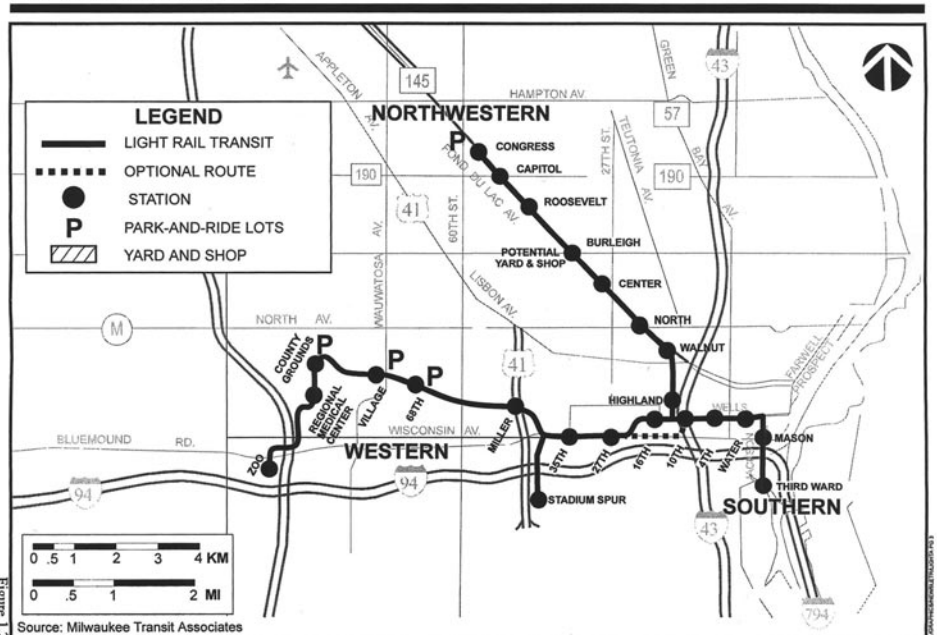 LEGEND
LIGHT RAIL TRANSIT
OPTIONAL ROUTE
STATION
P PARK-AND-RIDE LOTS
YARD AND SHOP
NORTHWESTERN
145
43
57
190
190
41
41
M
94
94
43
794
APPLETON AV.
HAMPTON AV.
GREEN BAY AV.
27TH ST.
TEUTONIA AV.
FOND DU LAC AV.
60TH ST.
WAUWATOSA AV.
LISBON AV.
NORTH AV.
FARWELL
PROSPECT
WELLS
JACKSON
WISCONSIN AV.
BLUEMOUND RD.
P
CONGRESS
CAPITOL
ROOSEVELT
BURLEIGH
POTENTIAL
YARD & SHOP
CENTER
NORTH
WALNUT
HIGHLAND
P
P
P
COUNTY
GROUNDS
REGIONAL
MEDICAL
CENTER
VILLAGE
68TH
MILLER
ZOO
WESTERN
35TH
27TH
16TH
10TH
4TH
WATER
MASON
THIRD WARD
SOUTHERN
STADIUM SPUR
0 .5 1 2 3 4 KM
0 .5 1 2 MI
Source: Milwaukee Transit Associates